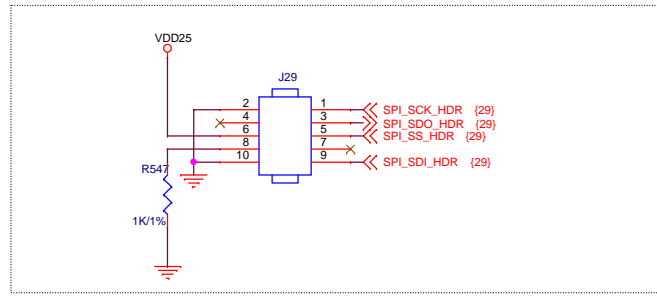 VDD25
J29
2 1 SPI_SCK_HDR {29}
4 3 SPI_SDO_HDR {29}
6 5 SPI_SS_HDR {29}
8 7
10 9 SPI_SDI_HDR {29}
R547
1K/1%